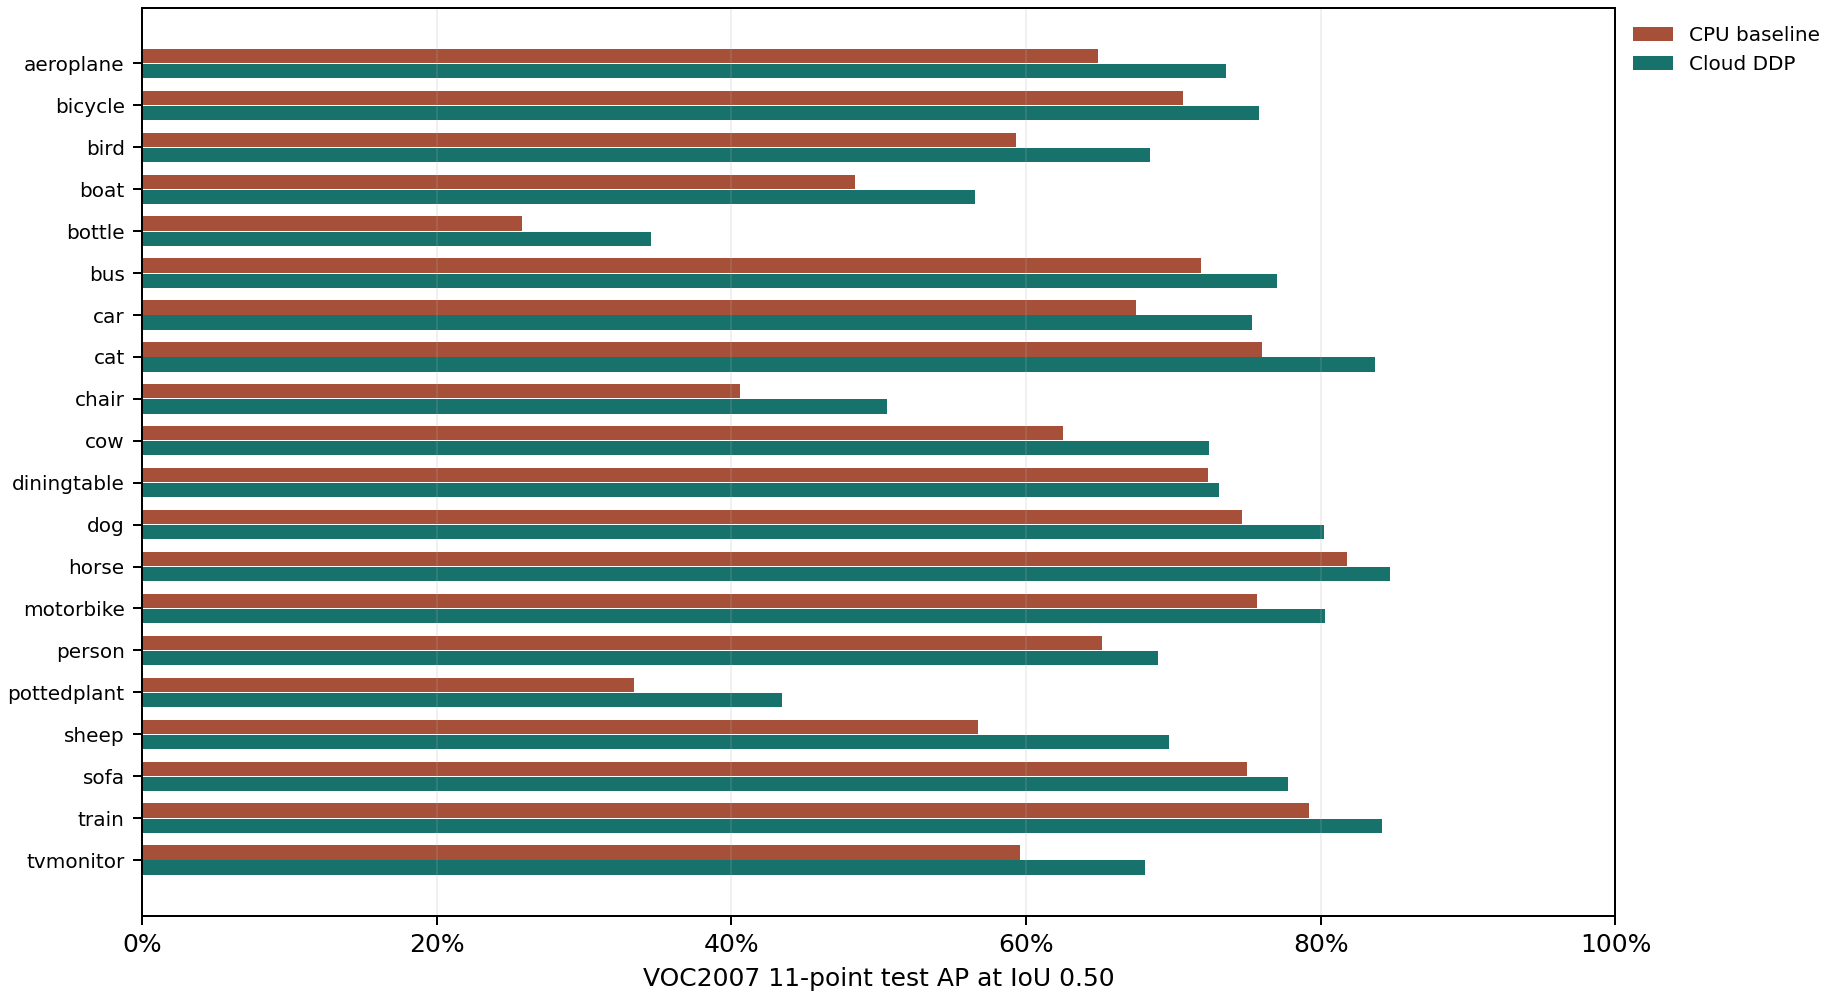 CPU baseline
Cloud DDP
aeroplane
bicycle
bird
boat
bottle
bus
car
cat
chair
cow
diningtable
dog
horse
motorbike
person
pottedplant
sheep
sofa
train
tvmonitor
0% 20% 40% 60% 80% 100%
VOC2007 11-point test AP at IoU 0.50